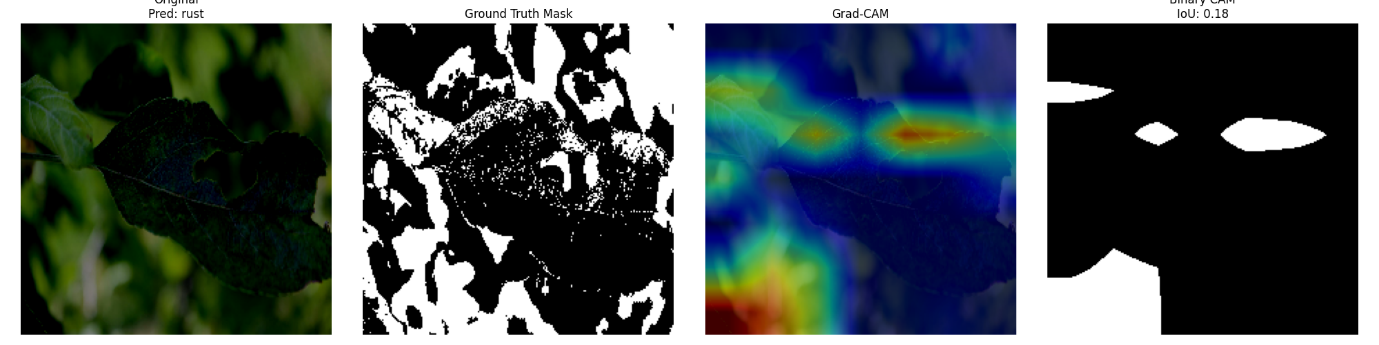 Original
Pred: rust
Ground Truth Mask
Grad-CAM
Binary CAM
IoU: 0.18